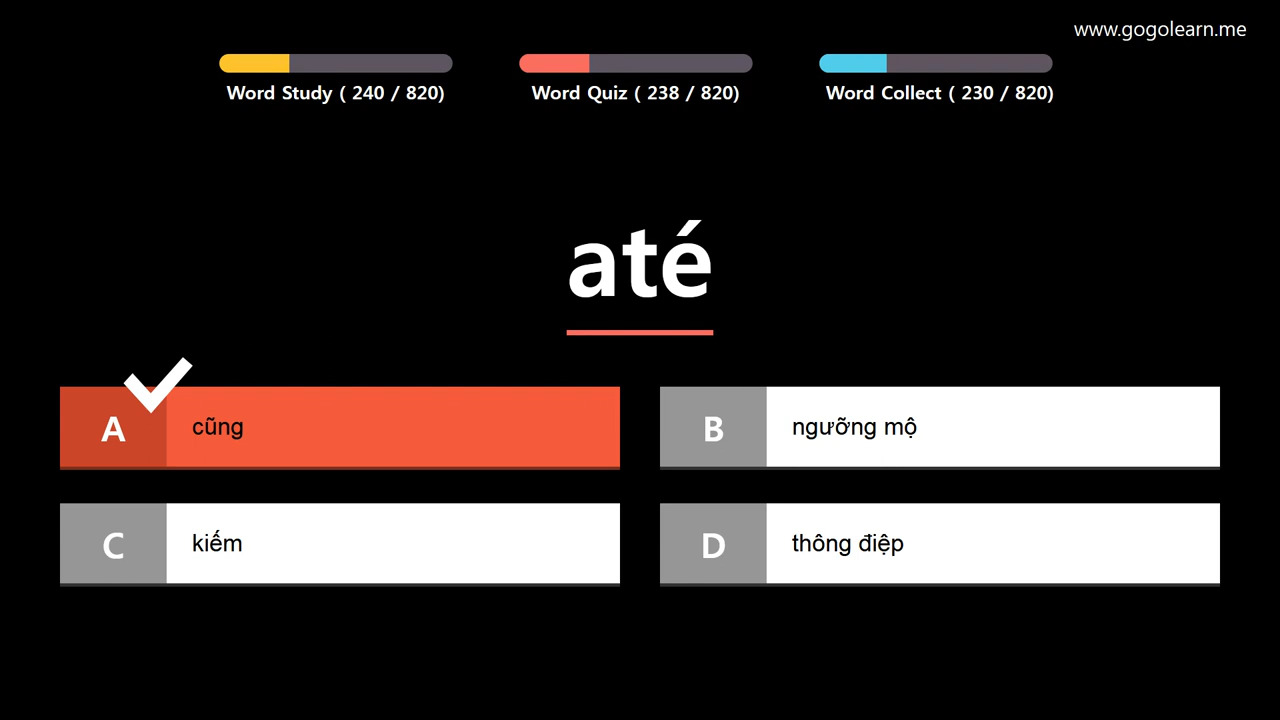 www.gogolearn.me
Word Study ( 240 / 820)
Word Quiz ( 238 / 820)
Word Collect ( 230 / 820)
até
A
cũng
B
ngưỡng mộ
C
kiếm
D
thông điệp